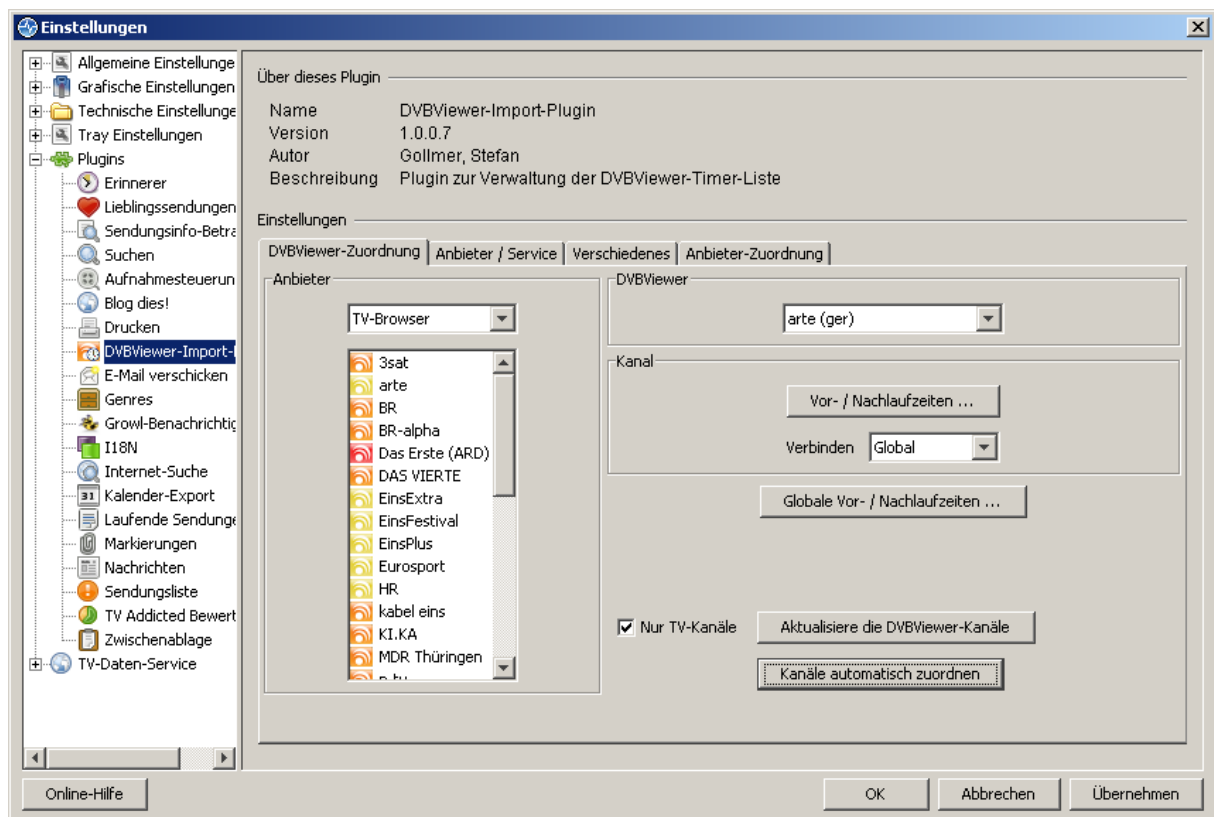 Einstellungen
Allgemeine Einstellunge
Grafische Einstellungen
Technische Einstellunge
Tray Einstellungen
Plugins
Erinnerer
Lieblingssendungen
Sendungsinfo-Betra
Suchen
Aufnahmesteuerun
Blog dies!
Drucken
DVBViewer-Import-
E-Mail verschicken
Genres
Growl-Benachrichtig
I18N
Internet-Suche
Kalender-Export
31
Laufende Sendunge
Markierungen
Nachrichten
Sendungsliste
TV Addicted Bewert
Zwischenablage
TV-Daten-Service
Über dieses Plugin
Name DVBViewer-Import-Plugin
Version 1.0.0.7
Autor Gollmer, Stefan
Beschreibung Plugin zur Verwaltung der DVBViewer-Timer-Liste
Einstellungen
DVBViewer-Zuordnung Anbieter / Service Verschiedenes Anbieter-Zuordnung
Anbieter
TV-Browser
3sat
arte
BR
BR-alpha
Das Erste (ARD)
DAS VIERTE
EinsExtra
EinsFestival
EinsPlus
Eurosport
HR
kabel eins
KI.KA
MDR Thüringen
DVBViewer
arte (ger)
Kanal
Vor- / Nachlaufzeiten ...
Verbinden Global
Globale Vor- / Nachlaufzeiten ...
Nur TV-Kanäle Aktualisiere die DVBViewer-Kanäle
Kanäle automatisch zuordnen
Online-Hilfe OK Abbrechen Übernehmen